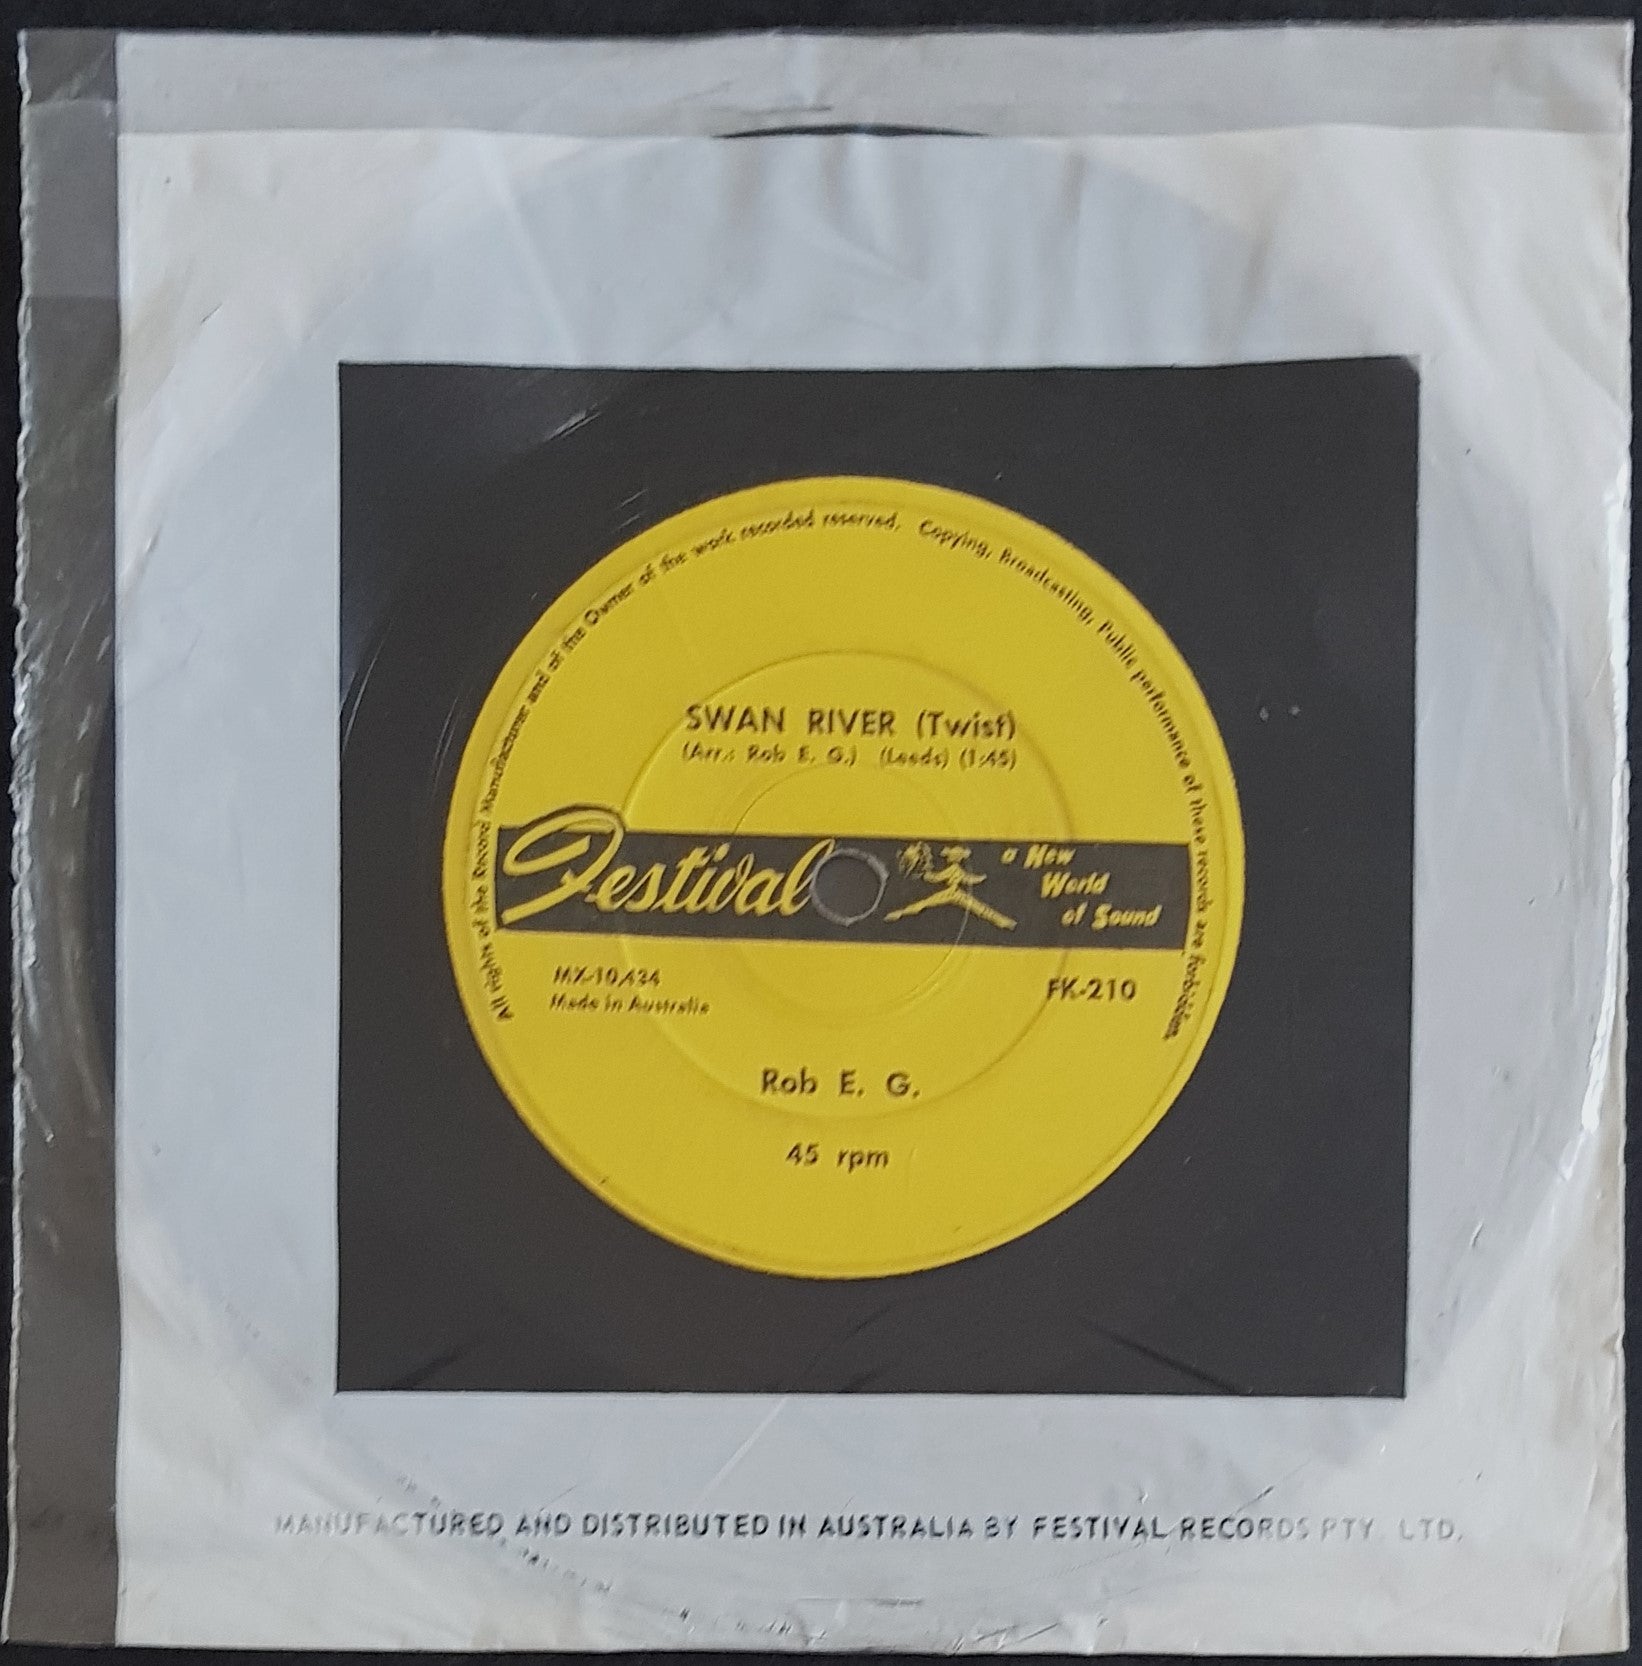 All rights of the Record Manufacturer and of the Owner of the work recorded reserved. Copying, Broadcasting, Public performance of these records are forbidden.
SWAN RIVER (Twist)
(Arr.: Rob E. G.) (Leeds) (1:45)
Festival
a New
World
of Sound
MX-10,434
Made in Australia
FK-210
Rob E. G.
45 rpm
MANUFACTURED AND DISTRIBUTED IN AUSTRALIA BY FESTIVAL RECORDS PTY. LTD.